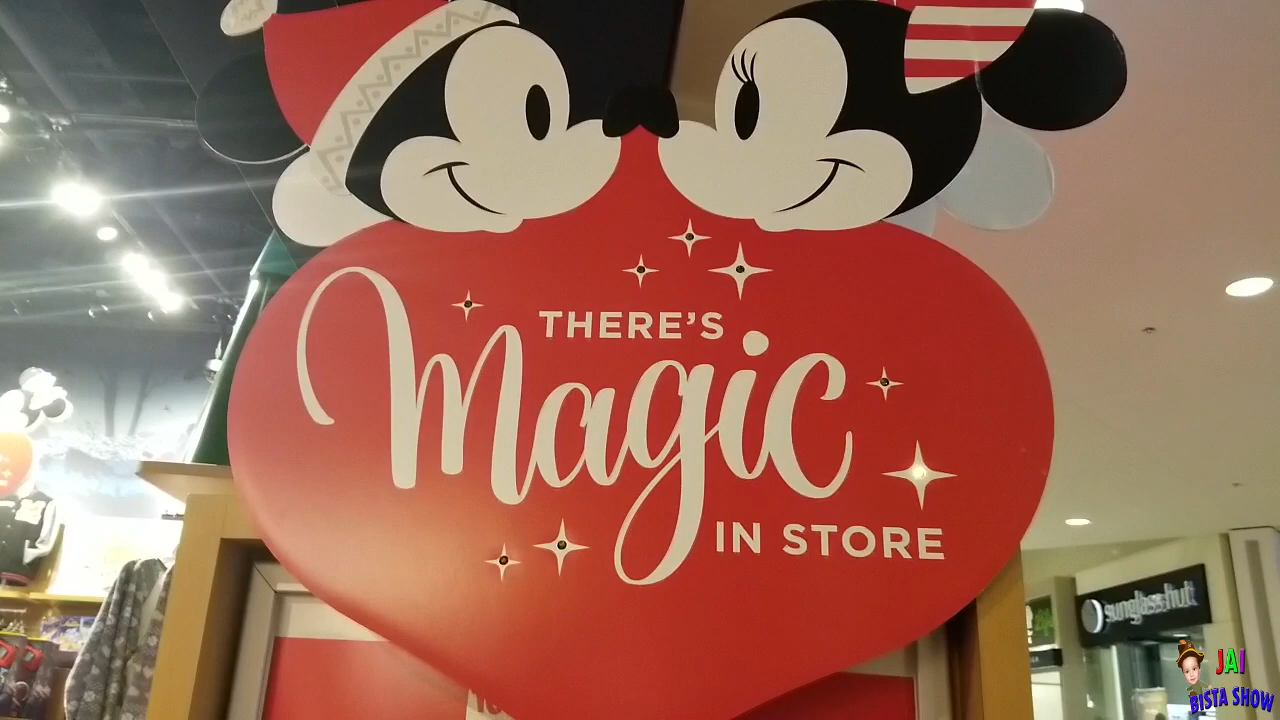 THERE'S
Magic
IN STORE
sunglass hut
JAI
BISTA SHOW